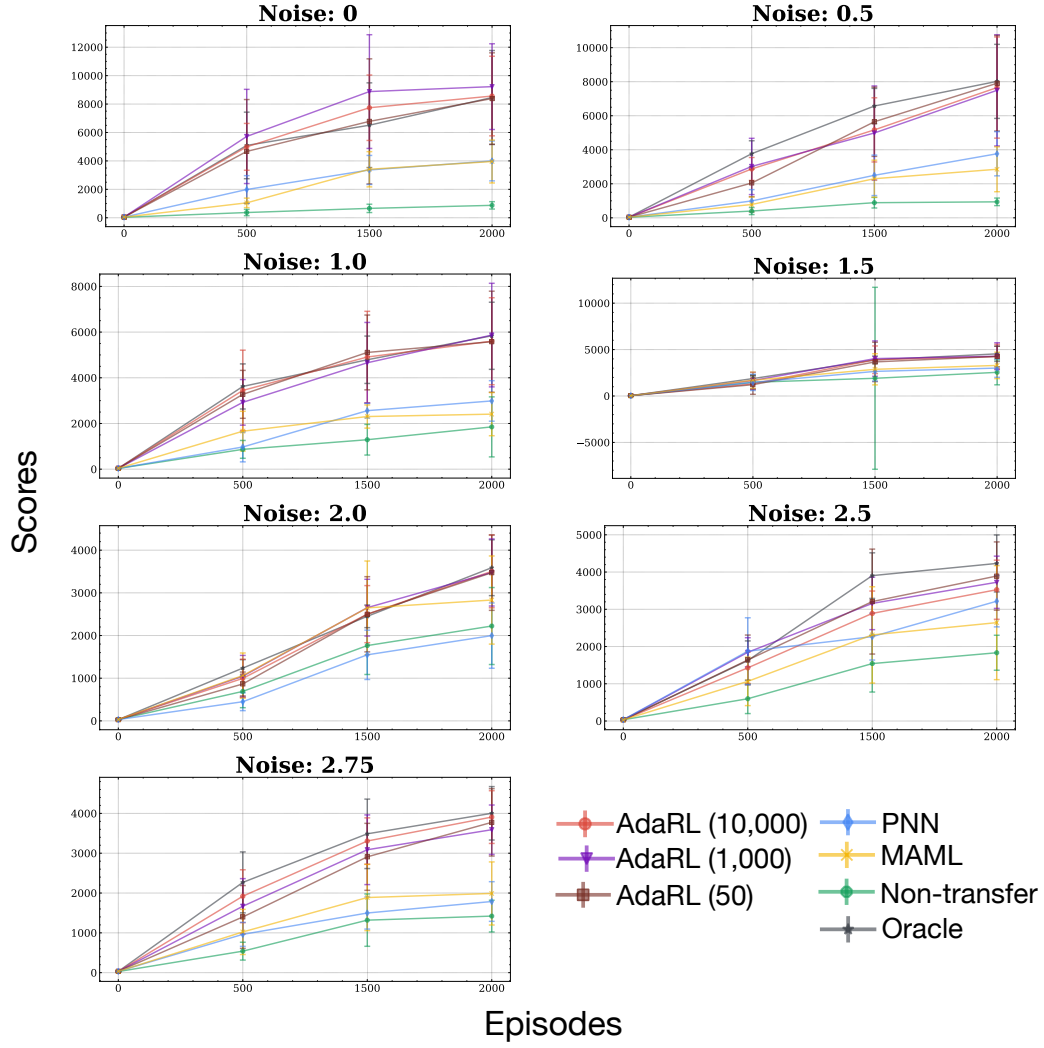 Noise: 0
12000
10000
8000
6000
4000
2000
0
0 500 1500 2000
Noise: 0.5
10000
8000
6000
4000
2000
0
0 500 1500 2000
Noise: 1.0
8000
6000
4000
2000
0
0 500 1500 2000
Noise: 1.5
10000
5000
0
−5000
0 500 1500 2000
Noise: 2.0
4000
3000
2000
1000
0
0 500 1500 2000
Noise: 2.5
5000
4000
3000
2000
1000
0
0 500 1500 2000
Noise: 2.75
4000
3000
2000
1000
0
0 500 1500 2000
Scores
Episodes
AdaRL (10,000)
AdaRL (1,000)
AdaRL (50)
PNN
MAML
Non-transfer
Oracle